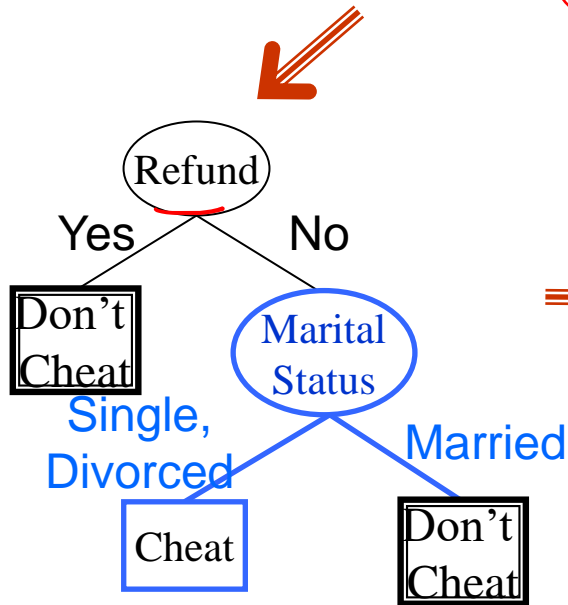 Refund
Yes
No
Don't
Cheat
Marital
Status
Single,
Divorced
Married
Cheat
Don't
Cheat